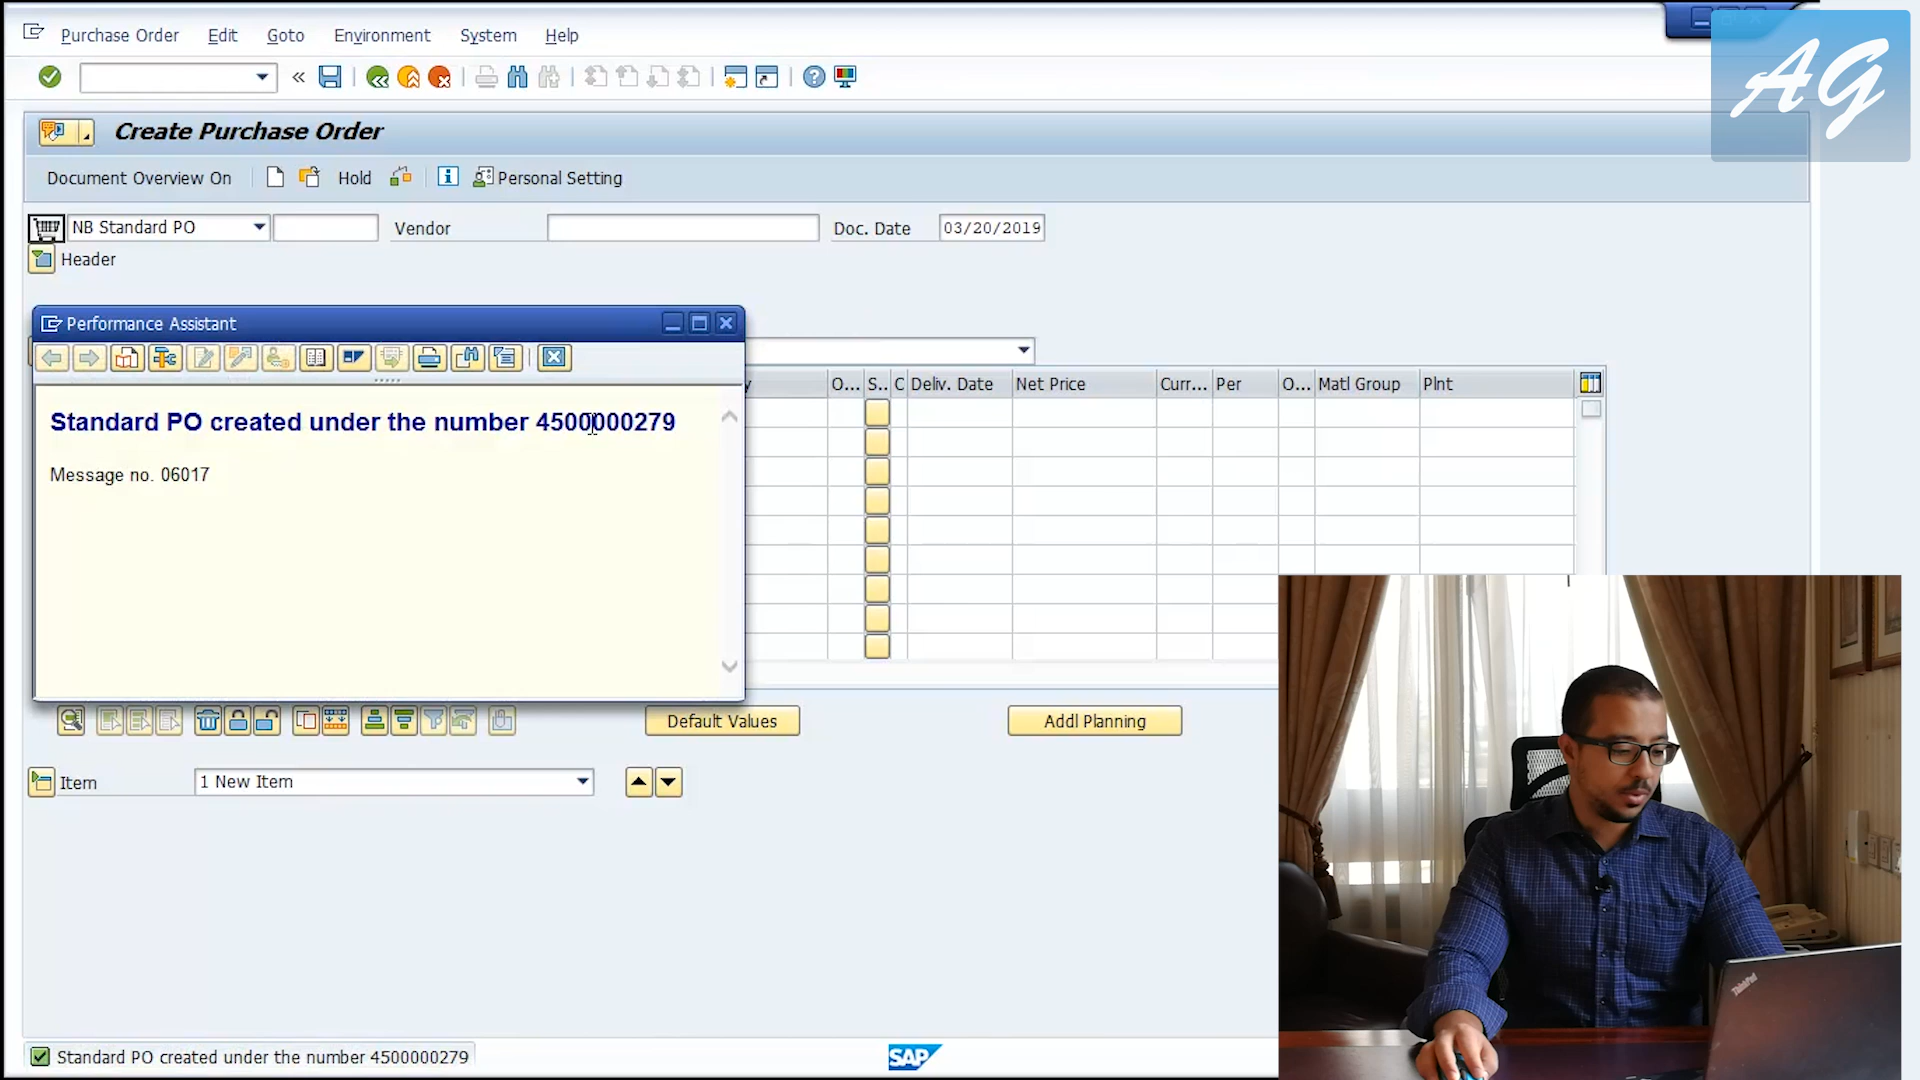 Purchase Order Edit Goto Environment System Help
AG
Create Purchase Order
Document Overview On Hold Personal Setting
NB Standard PO Vendor Doc. Date 03/20/2019
Header
Performance Assistant
O... S.. C Deliv. Date Net Price Curr... Per O... Matl Group Plnt
Standard PO created under the number 4500000279
Message no. 06017
Default Values Addl Planning
Item 1 New Item
ThinkPad
Standard PO created under the number 4500000279
SAP